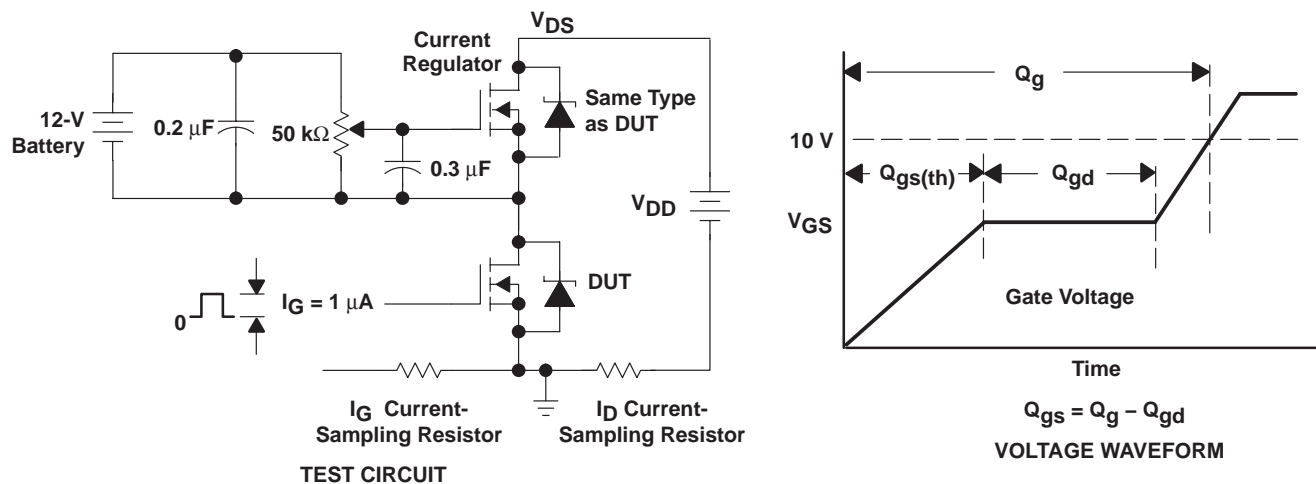 VDS
Current
Regulator
12-V
Battery
0.2 μF
50 kΩ
0.3 μF
Same Type
as DUT
VDD
DUT
0
IG = 1 μA
IG Current-
Sampling Resistor
ID Current-
Sampling Resistor
TEST CIRCUIT
Qg
10 V
Qgs(th)
Qgd
VGS
Gate Voltage
Time
Qgs = Qg – Qgd
VOLTAGE WAVEFORM